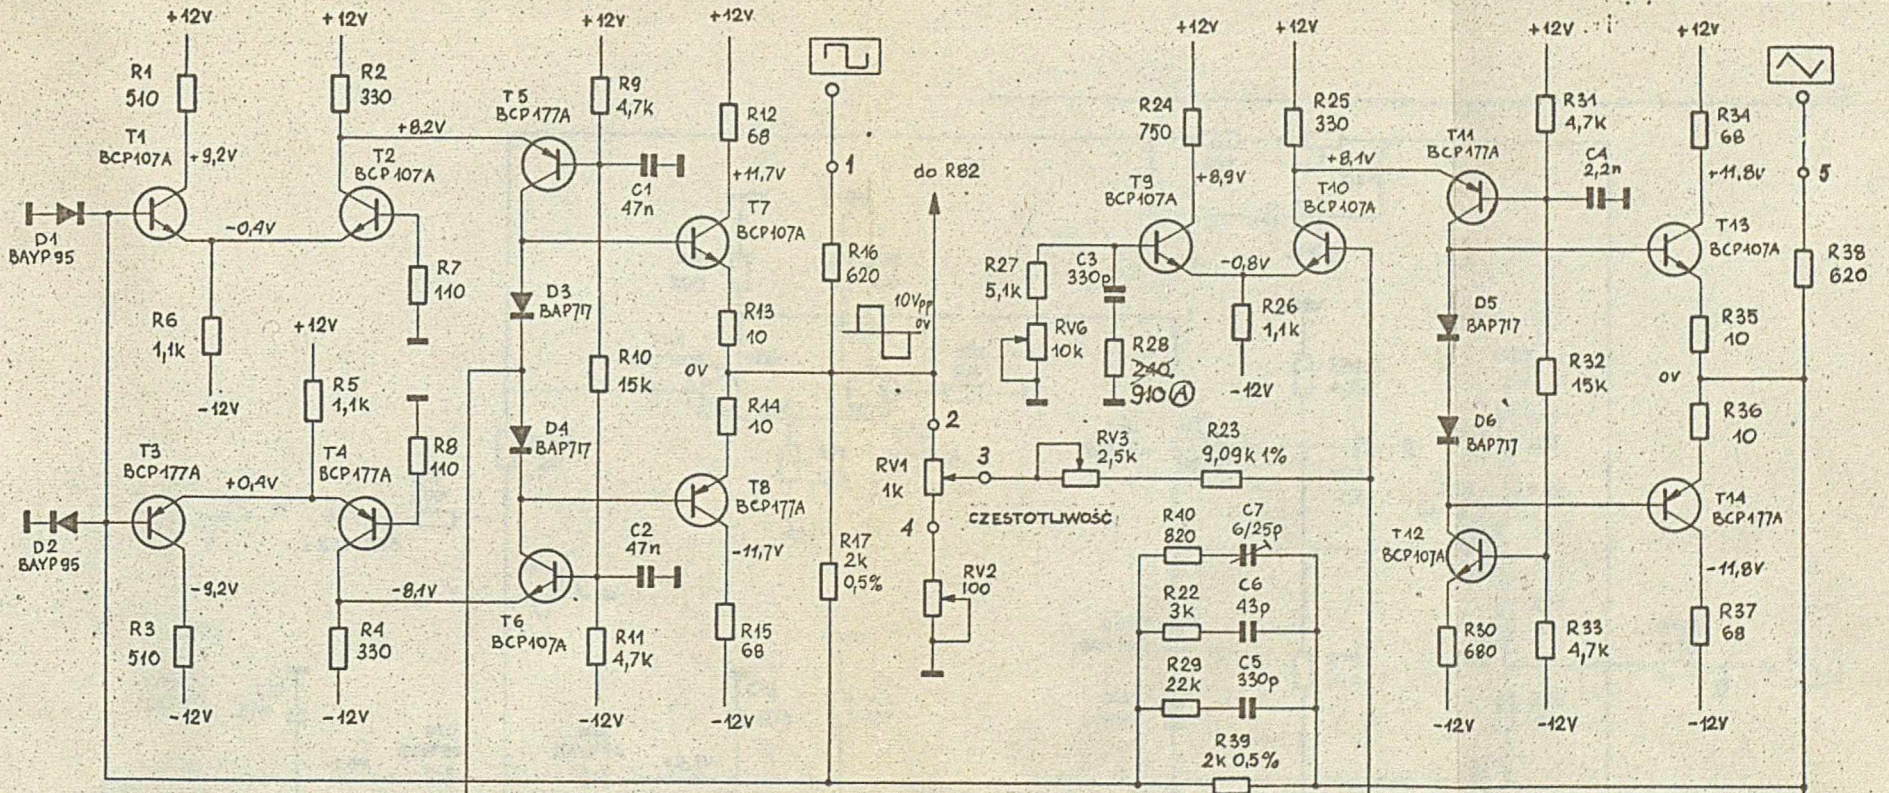 +12V
+12V
+12V
+12V
+12V
+12V
+12V
+12V
R1
510
R2
330
T5
BCP177A
R9
4,7k
R12
68
R24
750
R25
330
T11
BCP177A
R31
4,7k
R34
68
T1
BCP107A
+9,2V
+8,2V
T2
BCP107A
C1
47n
+11,7V
1
do R82
T9
BCP107A
+8,9V
+8,1V
T10
BCP107A
C4
2,2n
+11,8V
5
D1
BAYP95
-0,4V
R7
110
T7
BCP107A
R16
620
R27
5,1k
C3
330p
-0,8V
T13
BCP107A
R38
620
R6
1,1k
+12V
D3
BAP717
R13
10
10Vpp
0V
RV6
10k
R28
240
910 A
R26
1,1k
D5
BAP717
R35
10
-12V
R5
1,1k
R10
15k
0V
-12V
R32
15k
0V
T3
BCP177A
T4
BCP177A
R8
110
D4
BAP717
R14
10
2
D6
BAP717
R36
10
+0,4V
RV1
1k
3
RV3
2,5k
R23
9,09k 1%
T8
BCP177A
T14
BCP177A
CZESTOTLIWOŚĆ
D2
BAYP95
C2
47n
4
R40
820
C7
6/25p
T12
BCP107A
-9,2V
-8,1V
-11,7V
R17
2k
0,5%
RV2
100
R22
3k
C6
43p
-11,8V
R3
510
R4
330
T6
BCP107A
R11
4,7k
R15
68
R29
22k
C5
330p
R30
680
R33
4,7k
R37
68
-12V
-12V
-12V
-12V
-12V
-12V
-12V
R39
2k 0,5%